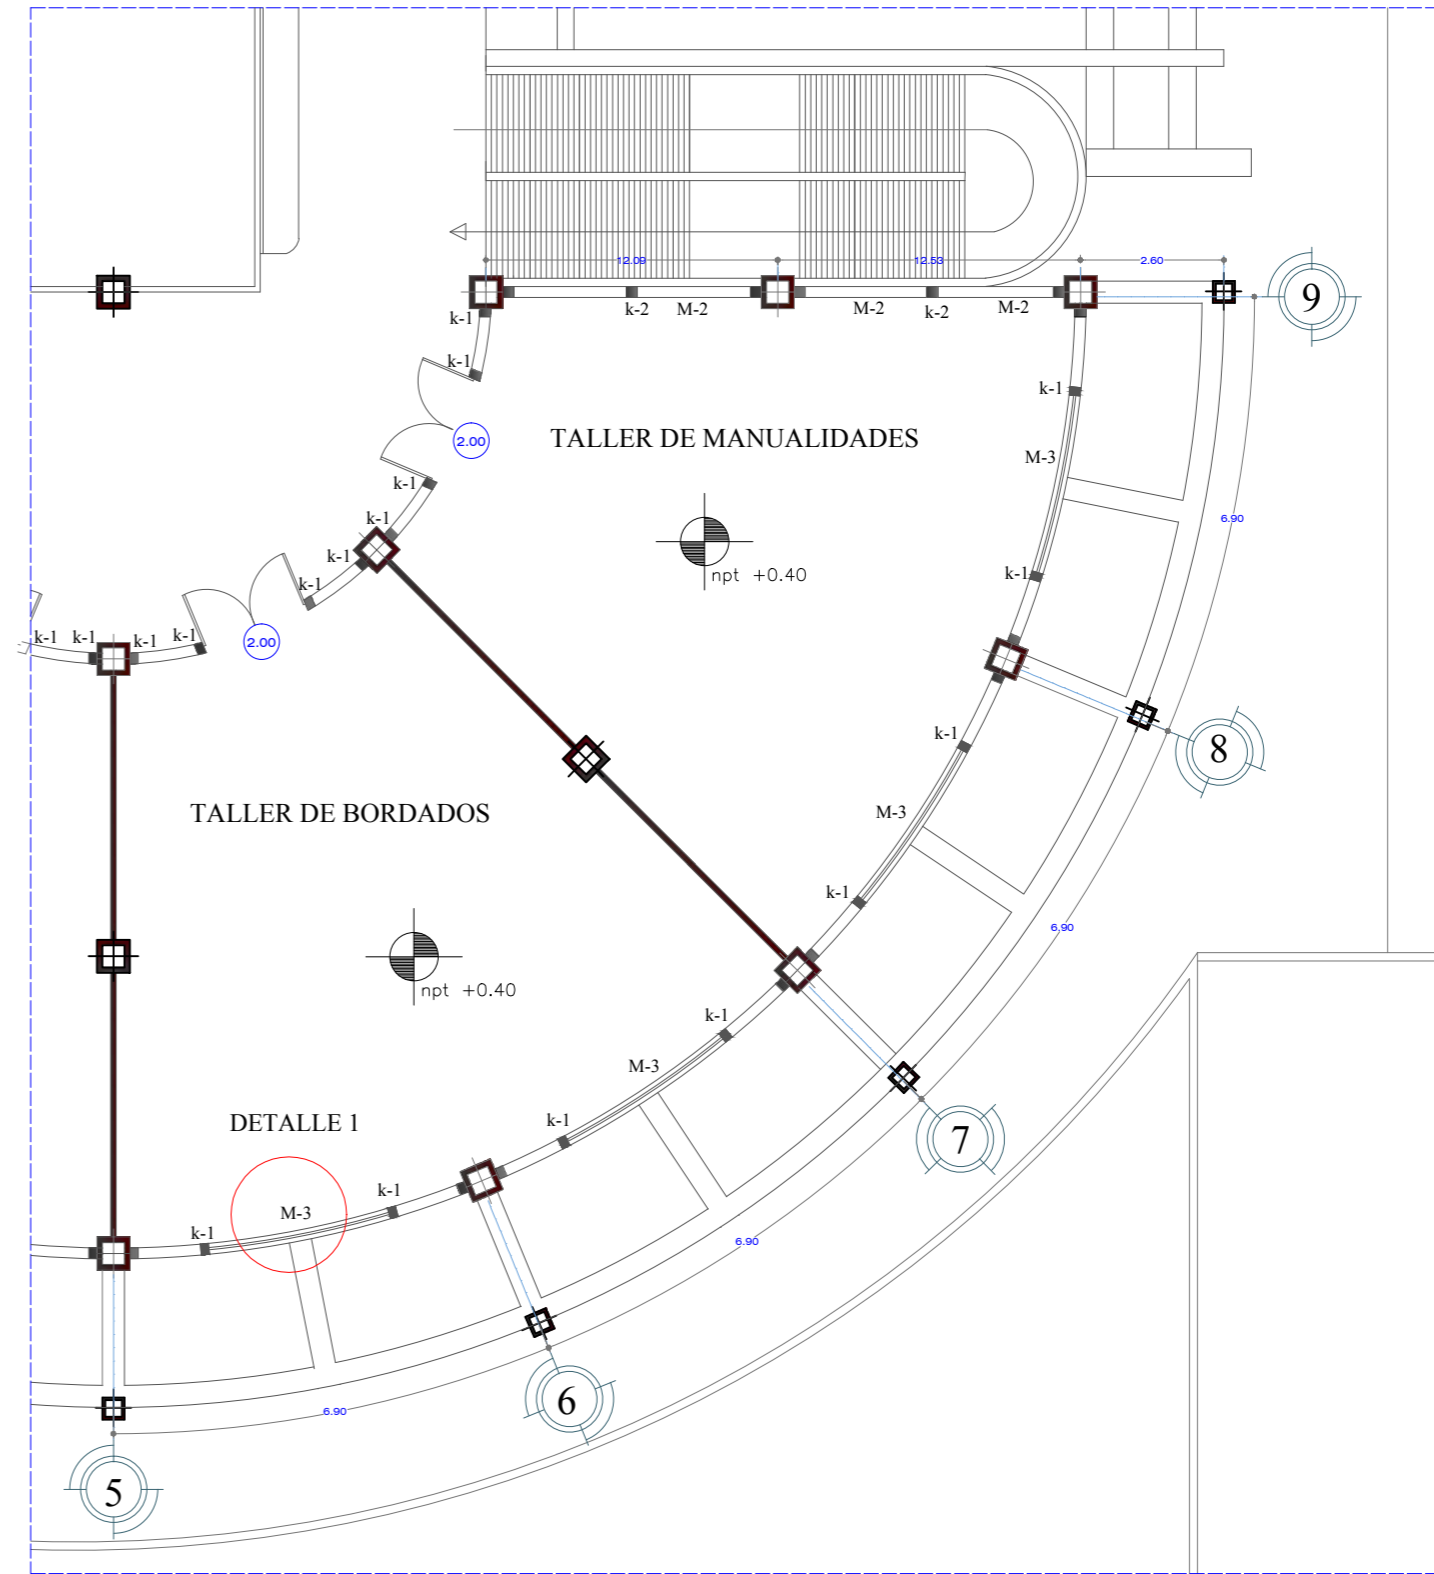 12.09
12.53
2.60
9
k-2
M-2
M-2
k-2
M-2
k-1
k-1
k-1
2.00
TALLER DE MANUALIDADES
M-3
k-1
k-1
6.90
k-1
npt +0.40
k-1
k-1
k-1
k-1
k-1
k-1
k-1
2.00
k-1
8
TALLER DE BORDADOS
M-3
k-1
6.90
npt +0.40
k-1
M-3
DETALLE 1
k-1
7
k-1
M-3
k-1
6.90
6
6.90
5